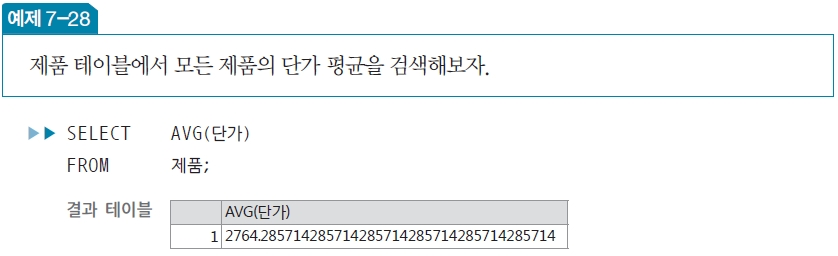 예제 7-28
제품 테이블에서 모든 제품의 단가 평균을 검색해보자.
▶▶ SELECT AVG(단가)
FROM 제품;
결과 테이블
AVG(단가)
1 2764.285714285714285714285714285714285714